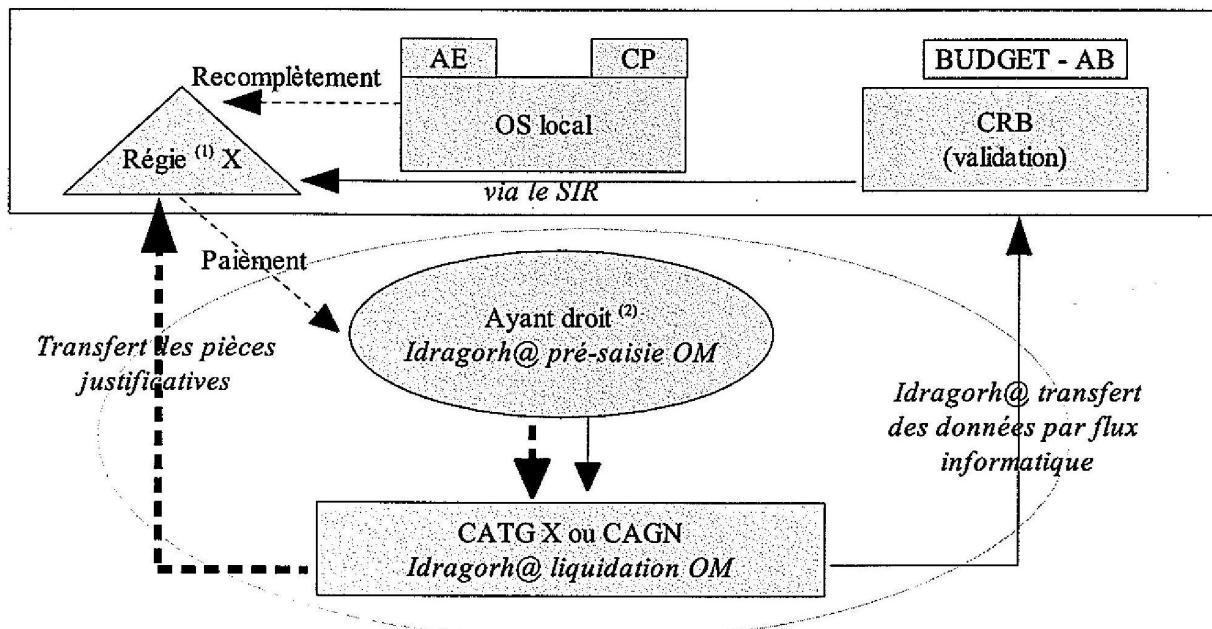 AE
CP
BUDGET - AB
Recomplètement
OS local
CRB
(validation)
Régie (1) X
via le SIR
Paiement
Ayant droit (2)
Idragorh@ pré-saisie OM
Transfert des pièces
justificatives
Idragorh@ transfert
des données par flux
informatique
CATG X ou CAGN
Idragorh@ liquidation OM